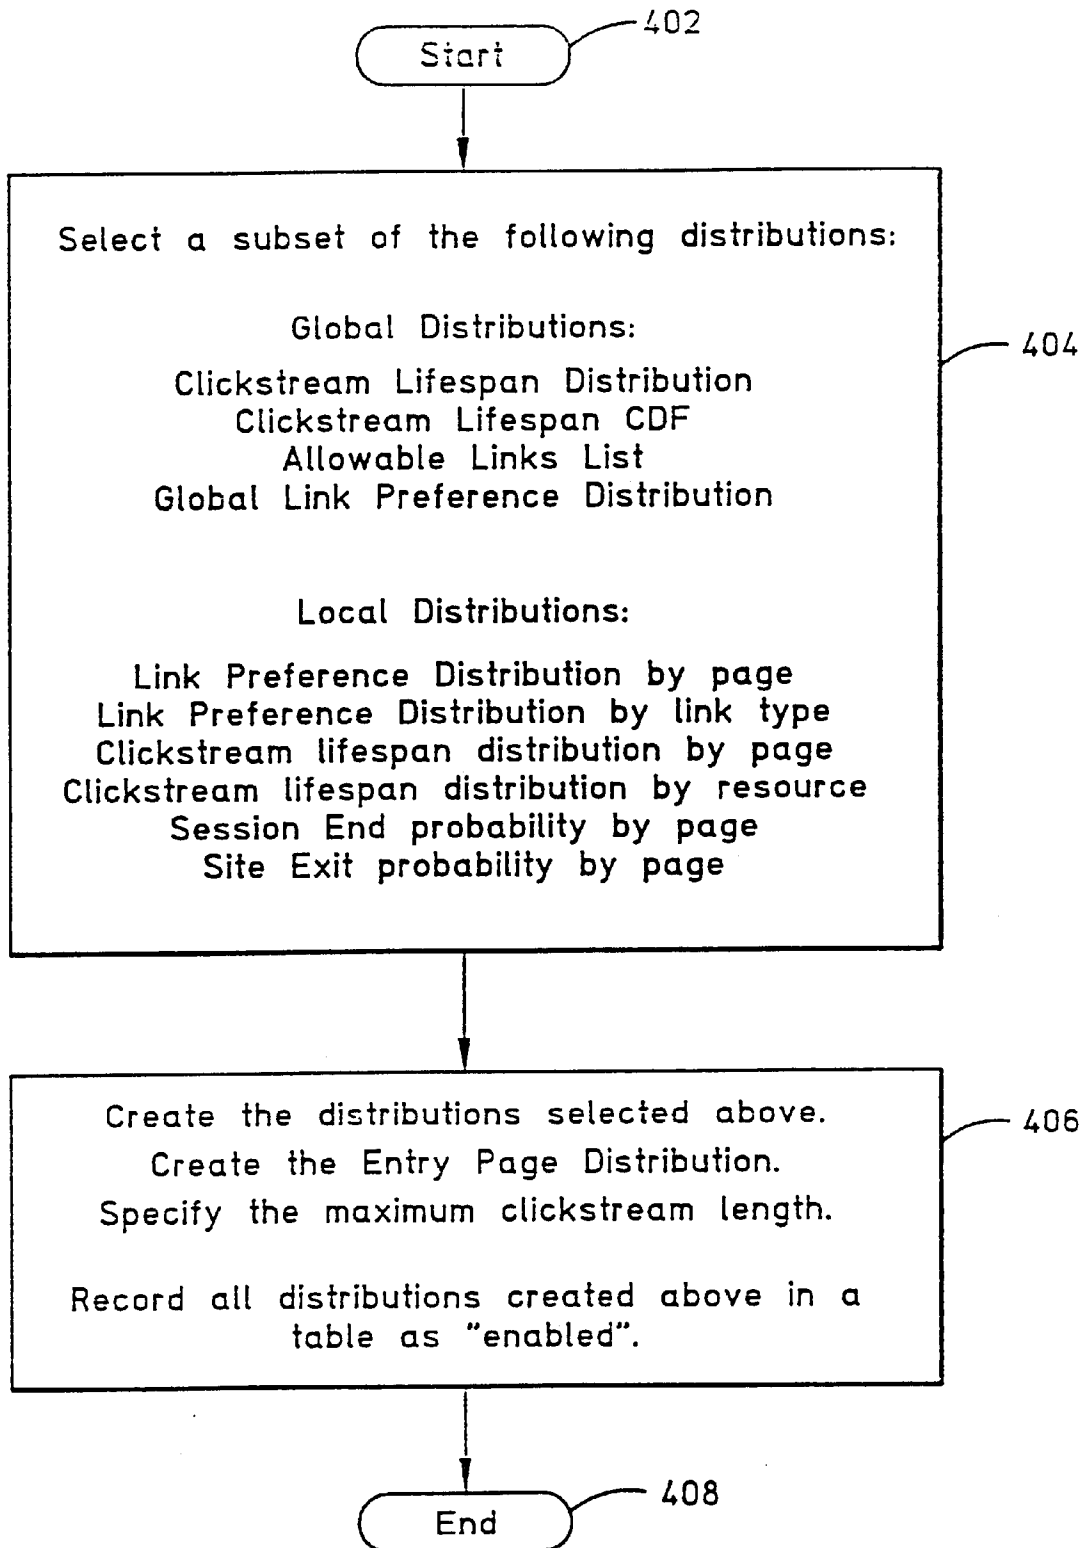 402
Start
Select a subset of the following distributions:
Global Distributions:
404
Clickstream Lifespan Distribution
Clickstream Lifespan CDF
Allowable Links List
Global Link Preference Distribution
Local Distributions:
Link Preference Distribution by page
Link Preference Distribution by link type
Clickstream lifespan distribution by page
Clickstream lifespan distribution by resource
Session End probability by page
Site Exit probability by page
Create the distributions selected above.
406
Create the Entry Page Distribution.
Specify the maximum clickstream length.
Record all distributions created above in a
table as "enabled".
408
End